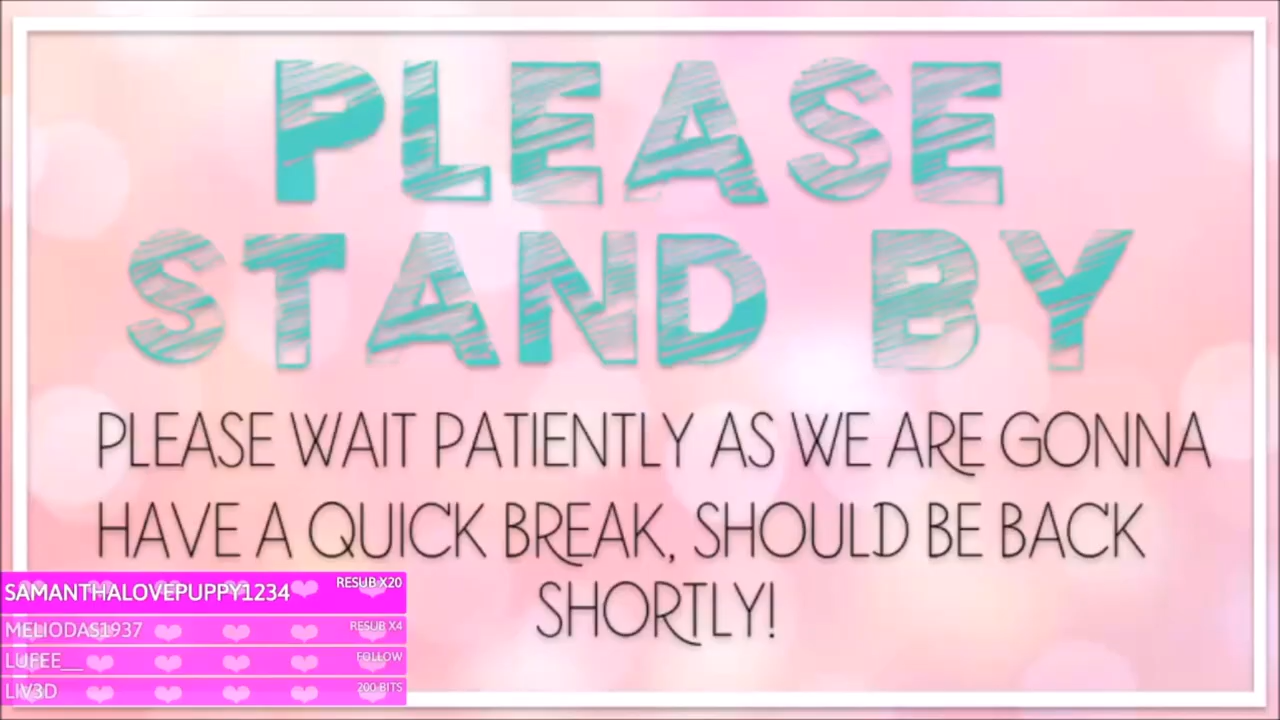 PLEASE
STAND BY
PLEASE WAIT PATIENTLY AS WE ARE GONNA
HAVE A QUICK BREAK, SHOULD BE BACK
SHORTLY!
SAMANTHALOVEPUPPY1234 RESUB X20
MELIODAS1937 RESUB X4
LUFEE__ FOLLOW
LIV3D 200 BITS